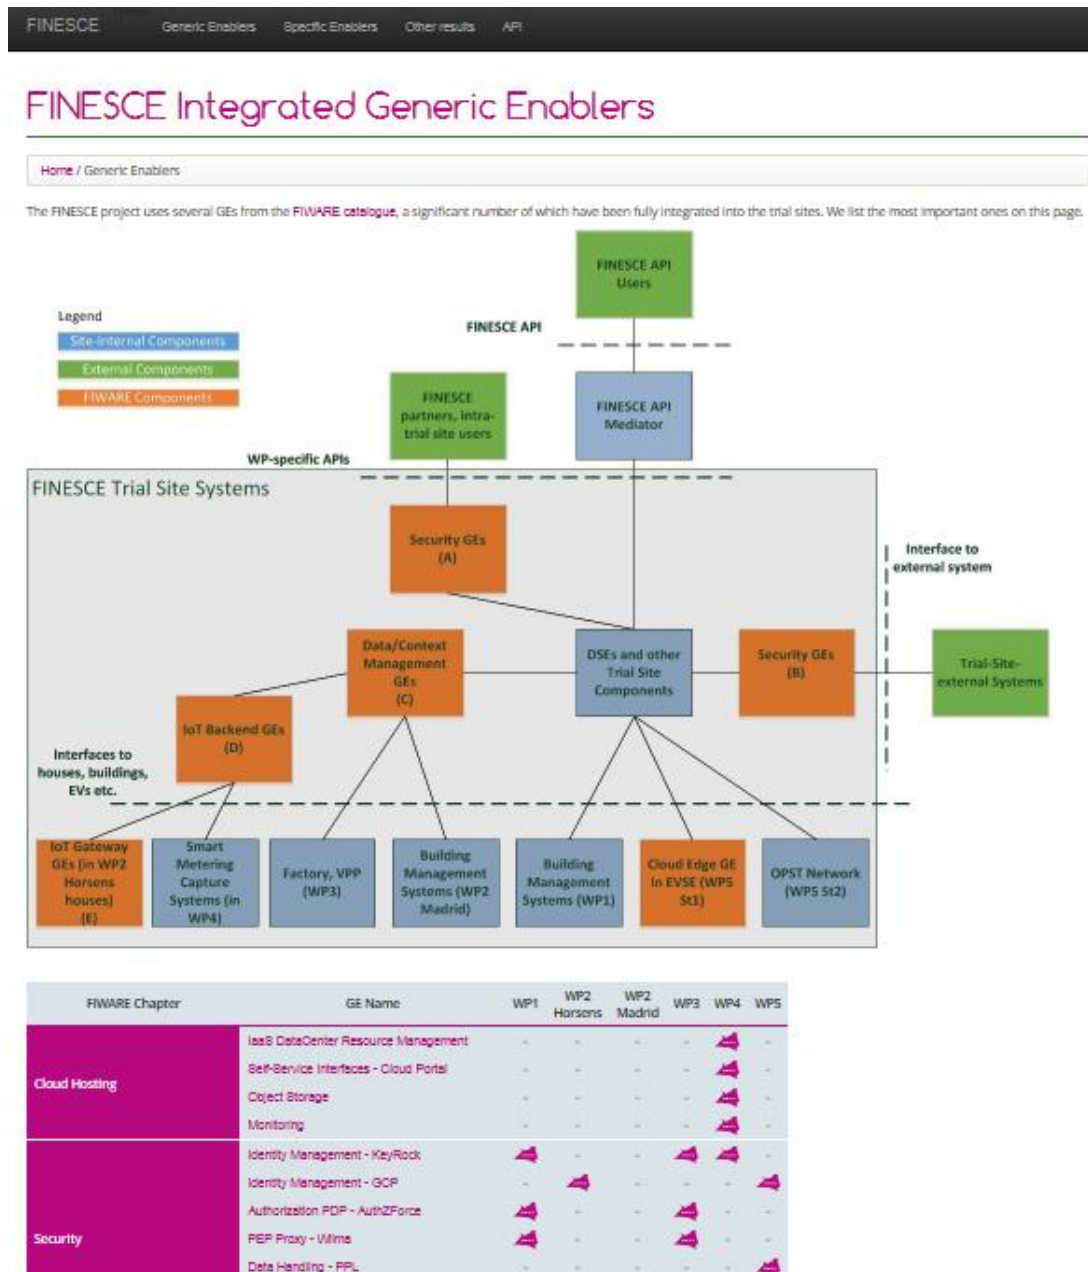 FINESCE Generic Enablers Specific Enablers Other results API
FINESCE Integrated Generic Enablers
Home / Generic Enablers
The FINESCE project uses several GEs from the FIWARE catalogue, a significant number of which have been fully integrated into the trial sites. We list the most important ones on this page.
FINESCE API
Users
Legend
Site-internal Components
External Components
FIWARE Components
FINESCE API
FINESCE
partners, intra-
trial site users
FINESCE API
Mediator
WP-specific APIs
FINESCE Trial Site Systems
Security GEs
(A)
Interface to
external system
Data/Context
Management
GEs
(C)
DSEs and other
Trial Site
Components
Security GEs
(B)
Trial-Site-
external Systems
IoT Backend GEs
(D)
Interfaces to
houses, buildings,
EVs etc.
IoT Gateway
GEs (in WP2
Horsens
houses)
(E)
Smart
Metering
Capture
Systems (in
WP4)
Factory, VPP
(WP3)
Building
Management
Systems (WP2
Madrid)
Building
Management
Systems (WP1)
Cloud Edge GE
in EVSE (WP5
St1)
OPST Network
(WP5 St2)
FIWARE Chapter GE Name WP1 WP2 Horsens WP2 Madrid WP3 WP4 WP5
Cloud Hosting
IaaS DataCenter Resource Management - - - - -
Self-Service Interfaces - Cloud Portal - - - - -
Object Storage - - - - -
Monitoring - - - - -
Security
Identity Management - KeyRock - - -
Identity Management - GCP - - - -
Authorization PDP - AuthZForce - - - -
PEP Proxy - Wilma - - - -
Data Handling - PPL - - - - -